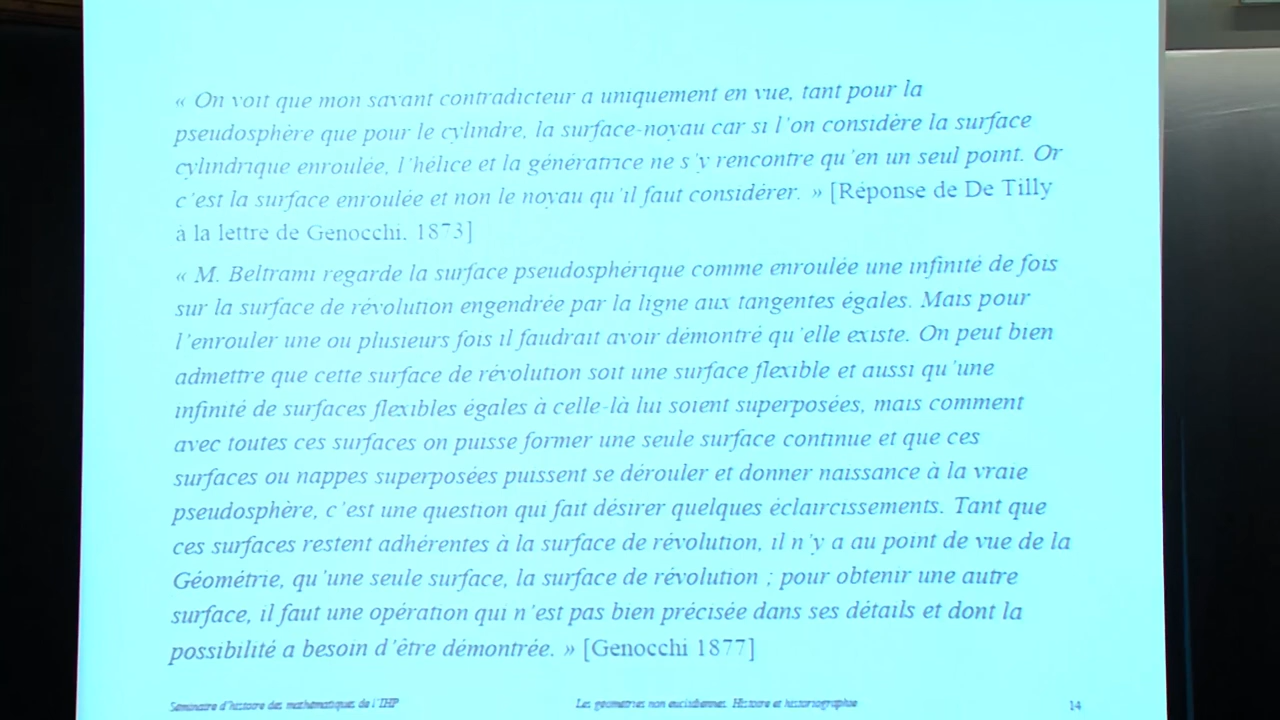 « On voit que mon savant contradicteur a uniquement en vue, tant pour la
pseudosphère que pour le cylindre, la surface-noyau car si l'on considère la surface
cylindrique enroulée, l'hélice et la génératrice ne s'y rencontre qu'en un seul point. Or
c'est la surface enroulée et non le noyau qu'il faut considérer. » [Réponse de De Tilly
à la lettre de Genocchi. 1873]
« M. Beltrami regarde la surface pseudosphérique comme enroulée une infinité de fois
sur la surface de révolution engendrée par la ligne aux tangentes égales. Mais pour
l'enrouler une ou plusieurs fois il faudrait avoir démontré qu'elle existe. On peut bien
admettre que cette surface de révolution soit une surface flexible et aussi qu'une
infinité de surfaces flexibles égales à celle-là lui soient superposées, mais comment
avec toutes ces surfaces on puisse former une seule surface continue et que ces
surfaces ou nappes superposées puissent se dérouler et donner naissance à la vraie
pseudosphère, c'est une question qui fait désirer quelques éclaircissements. Tant que
ces surfaces restent adhérentes à la surface de révolution, il n'y a au point de vue de la
Géométrie, qu'une seule surface, la surface de révolution ; pour obtenir une autre
surface, il faut une opération qui n'est pas bien précisée dans ses détails et dont la
possibilité a besoin d'être démontrée. » [Genocchi 1877]
Séminaire d'histoire des mathématiques de l'IHP
Les géométries non euclidiennes. Histoire et historiographie
14